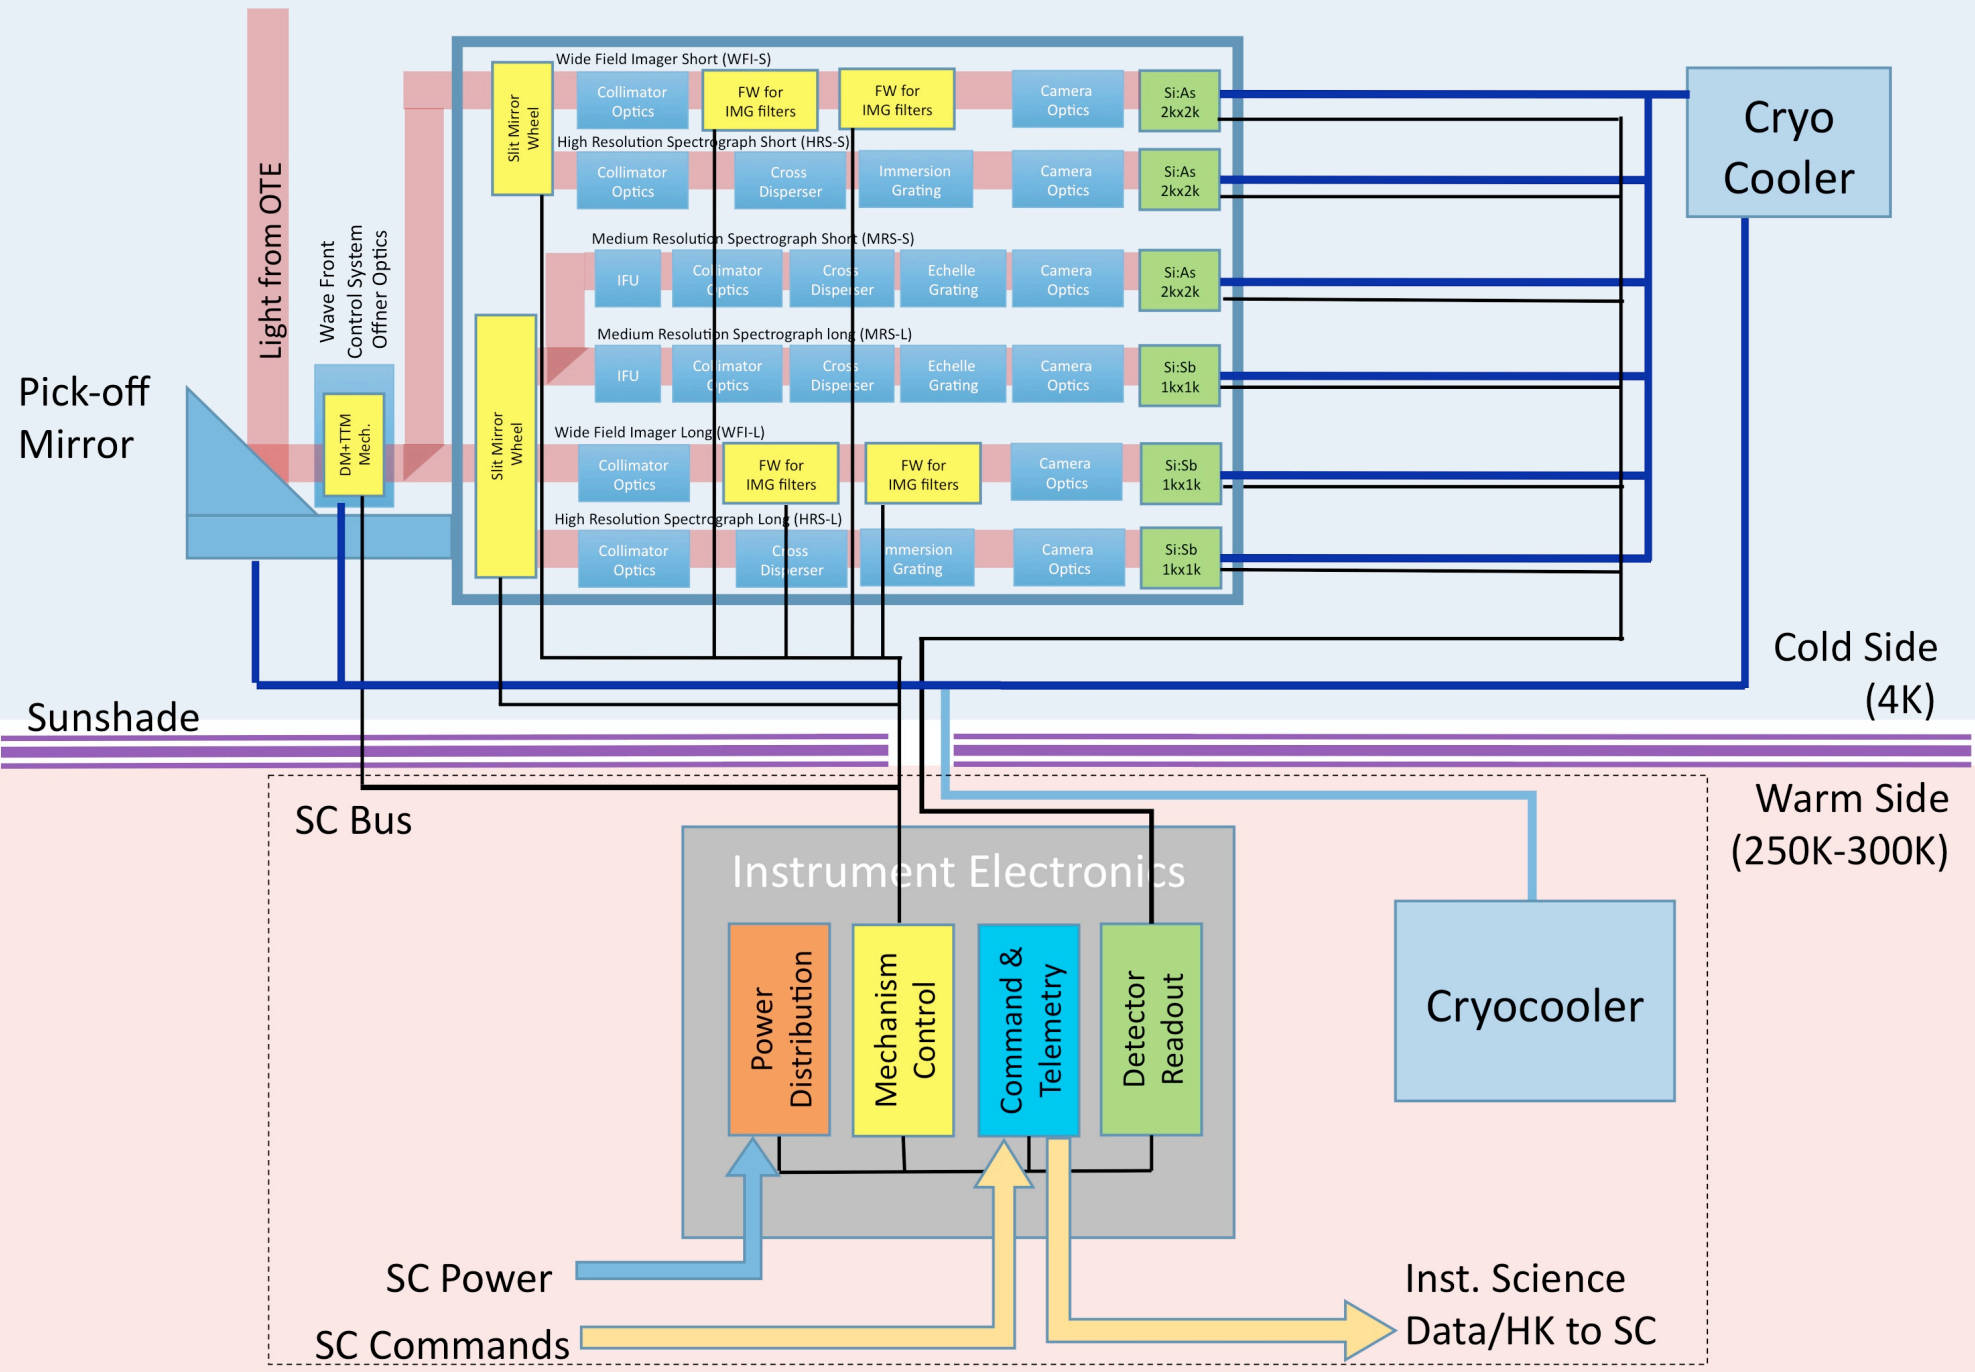 Wide Field Imager Short (WFI-S)
Slit Mirror
Wheel
Collimator
Optics
FW for
IMG filters
FW for
IMG filters
Camera
Optics
Si:As
2kx2k
Cryo
Cooler
High Resolution Spectrograph Short (HRS-S)
Collimator
Optics
Cross
Disperser
Immersion
Grating
Camera
Optics
Si:As
2kx2k
Light from OTE
Wave Front
Control System
Offner Optics
Medium Resolution Spectrograph Short (MRS-S)
IFU
Collimator
Optics
Cross
Disperser
Echelle
Grating
Camera
Optics
Si:As
2kx2k
Medium Resolution Spectrograph long (MRS-L)
IFU
Collimator
Optics
Cross
Disperser
Echelle
Grating
Camera
Optics
Si:Sb
1kx1k
Pick-off
Mirror
DM+TTM
Mech.
Slit Mirror
Wheel
Wide Field Imager Long (WFI-L)
Collimator
Optics
FW for
IMG filters
FW for
IMG filters
Camera
Optics
Si:Sb
1kx1k
High Resolution Spectrograph Long (HRS-L)
Collimator
Optics
Cross
Disperser
Immersion
Grating
Camera
Optics
Si:Sb
1kx1k
Cold Side
(4K)
Sunshade
Warm Side
(250K-300K)
SC Bus
Instrument Electronics
Power
Distribution
Mechanism
Control
Command &
Telemetry
Detector
Readout
Cryocooler
SC Power
SC Commands
Inst. Science
Data/HK to SC